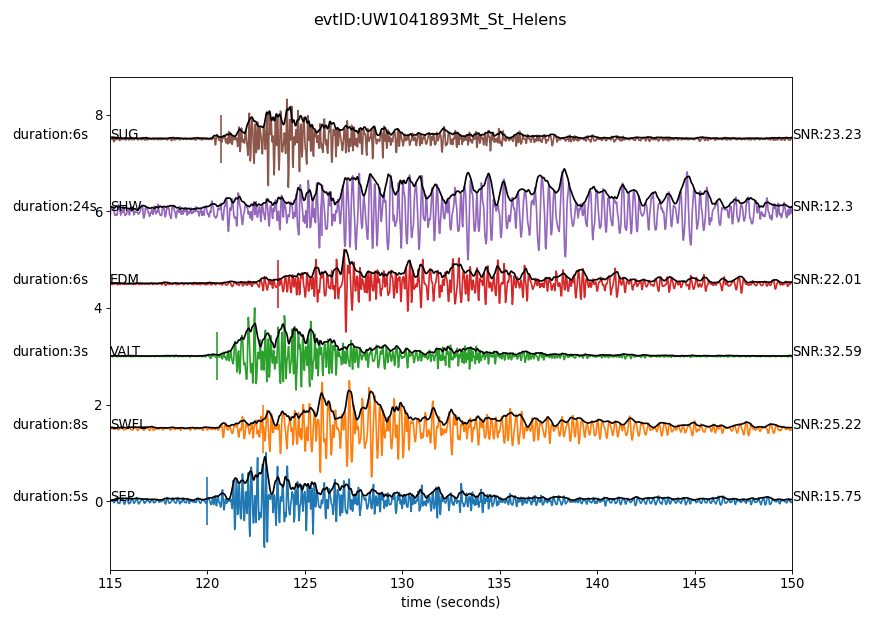 evtID:UW1041893Mt_St_Helens
8
duration:6s SUG SNR:23.23
duration:24s SHW SNR:12.3
6
duration:6s EDM SNR:22.01
4
duration:3s VALT SNR:32.59
2
duration:8s SWFL SNR:25.22
duration:5s SEP SNR:15.75
0
115 120 125 130 135 140 145 150
time (seconds)